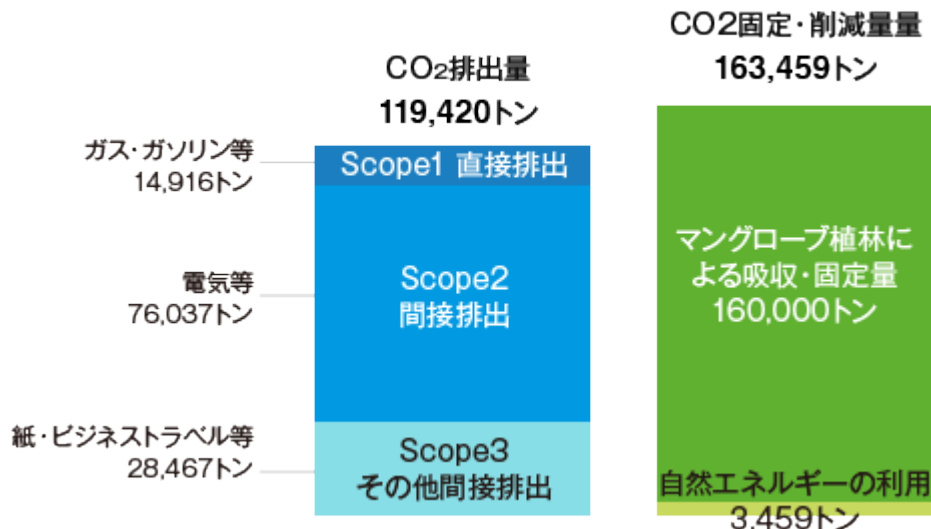 CO2排出量
119,420トン
ガス・ガソリン等
14,916トン
電気等
76,037トン
紙・ビジネストラベル等
28,467トン
Scope1 直接排出
Scope2
間接排出
Scope3
その他間接排出
CO2固定・削減量量
163,459トン
マングローブ植林に
よる吸収・固定量
160,000トン
自然エネルギーの利用
3,459トン